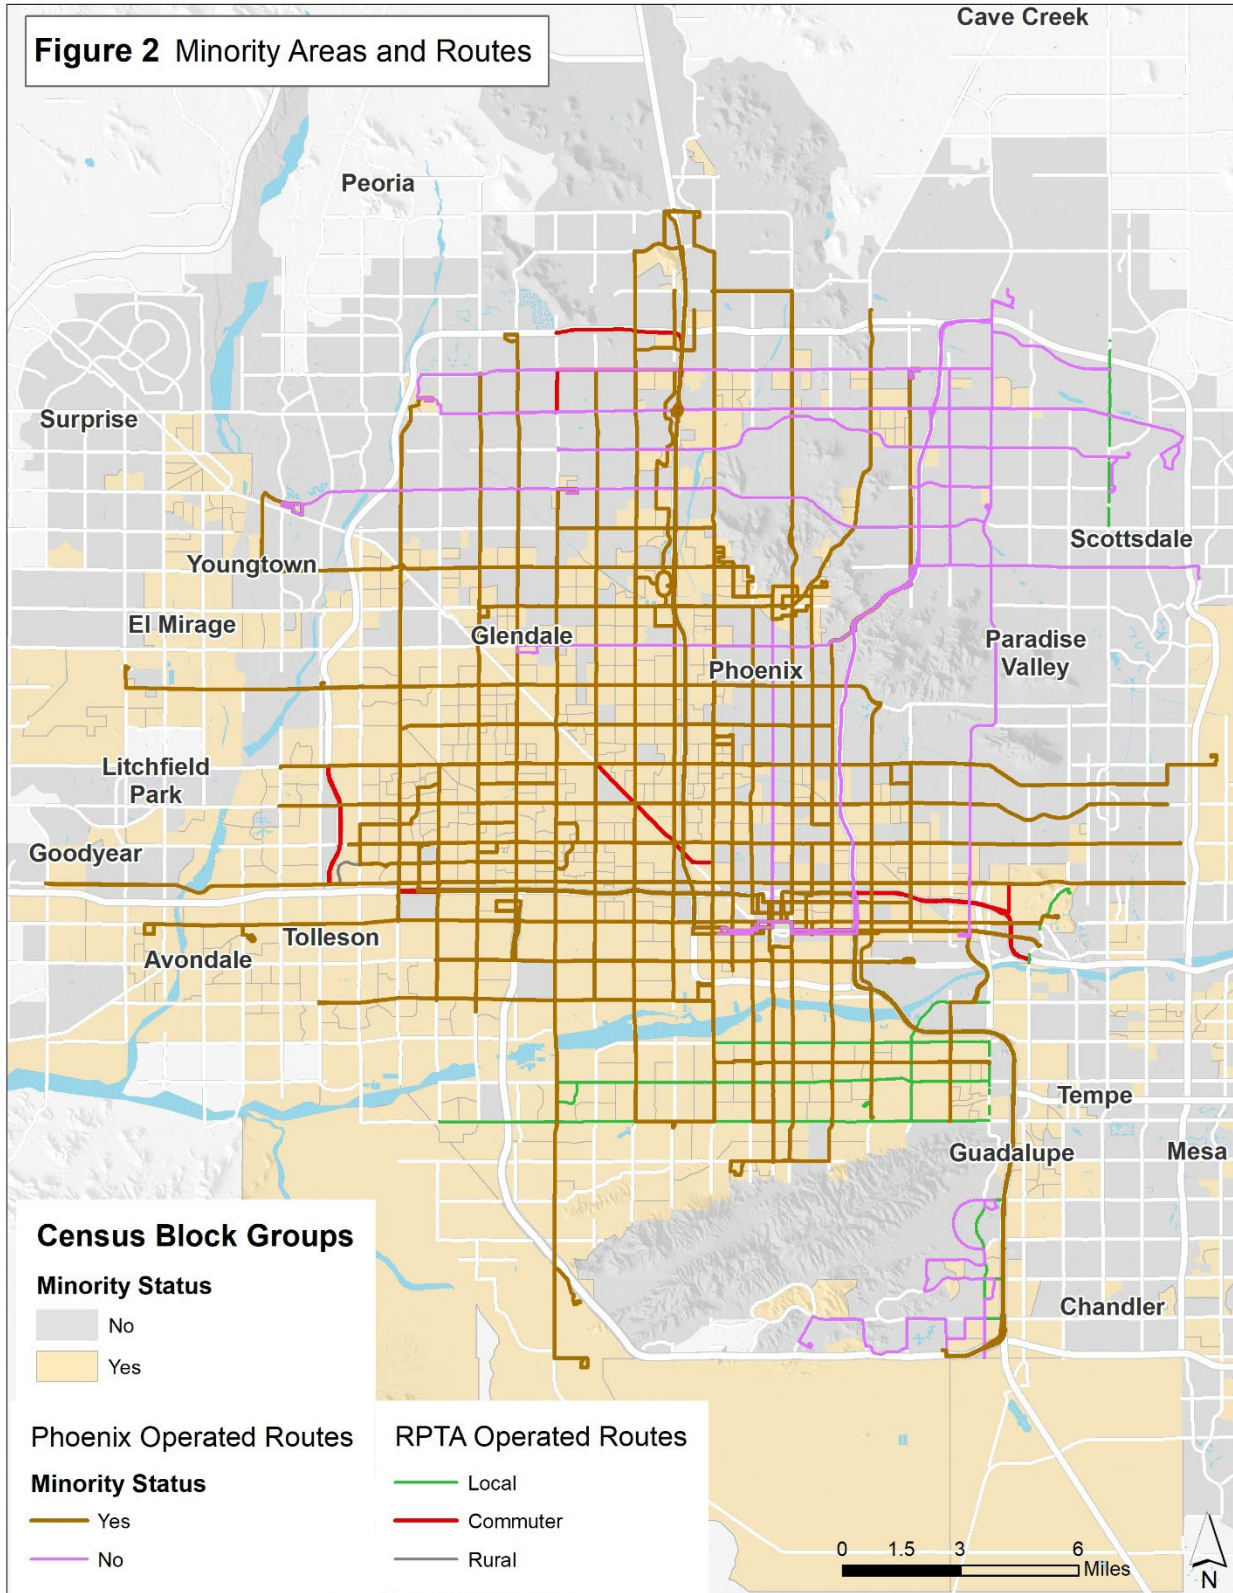 Cave Creek
Figure 2 Minority Areas and Routes
Peoria
Surprise
Scottsdale
Youngtown
El Mirage
Glendale
Paradise
Valley
Phoenix
Litchfield
Park
Goodyear
Tolleson
Avondale
Tempe
Guadalupe
Mesa
Chandler
Census Block Groups
Minority Status
No
Yes
Phoenix Operated Routes
Minority Status
Yes
No
RPTA Operated Routes
Local
Commuter
Rural
0 1.5 3 6
Miles
N